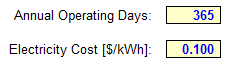 Annual Operating Days: 365
Electricity Cost [$/kWh]: 0.100